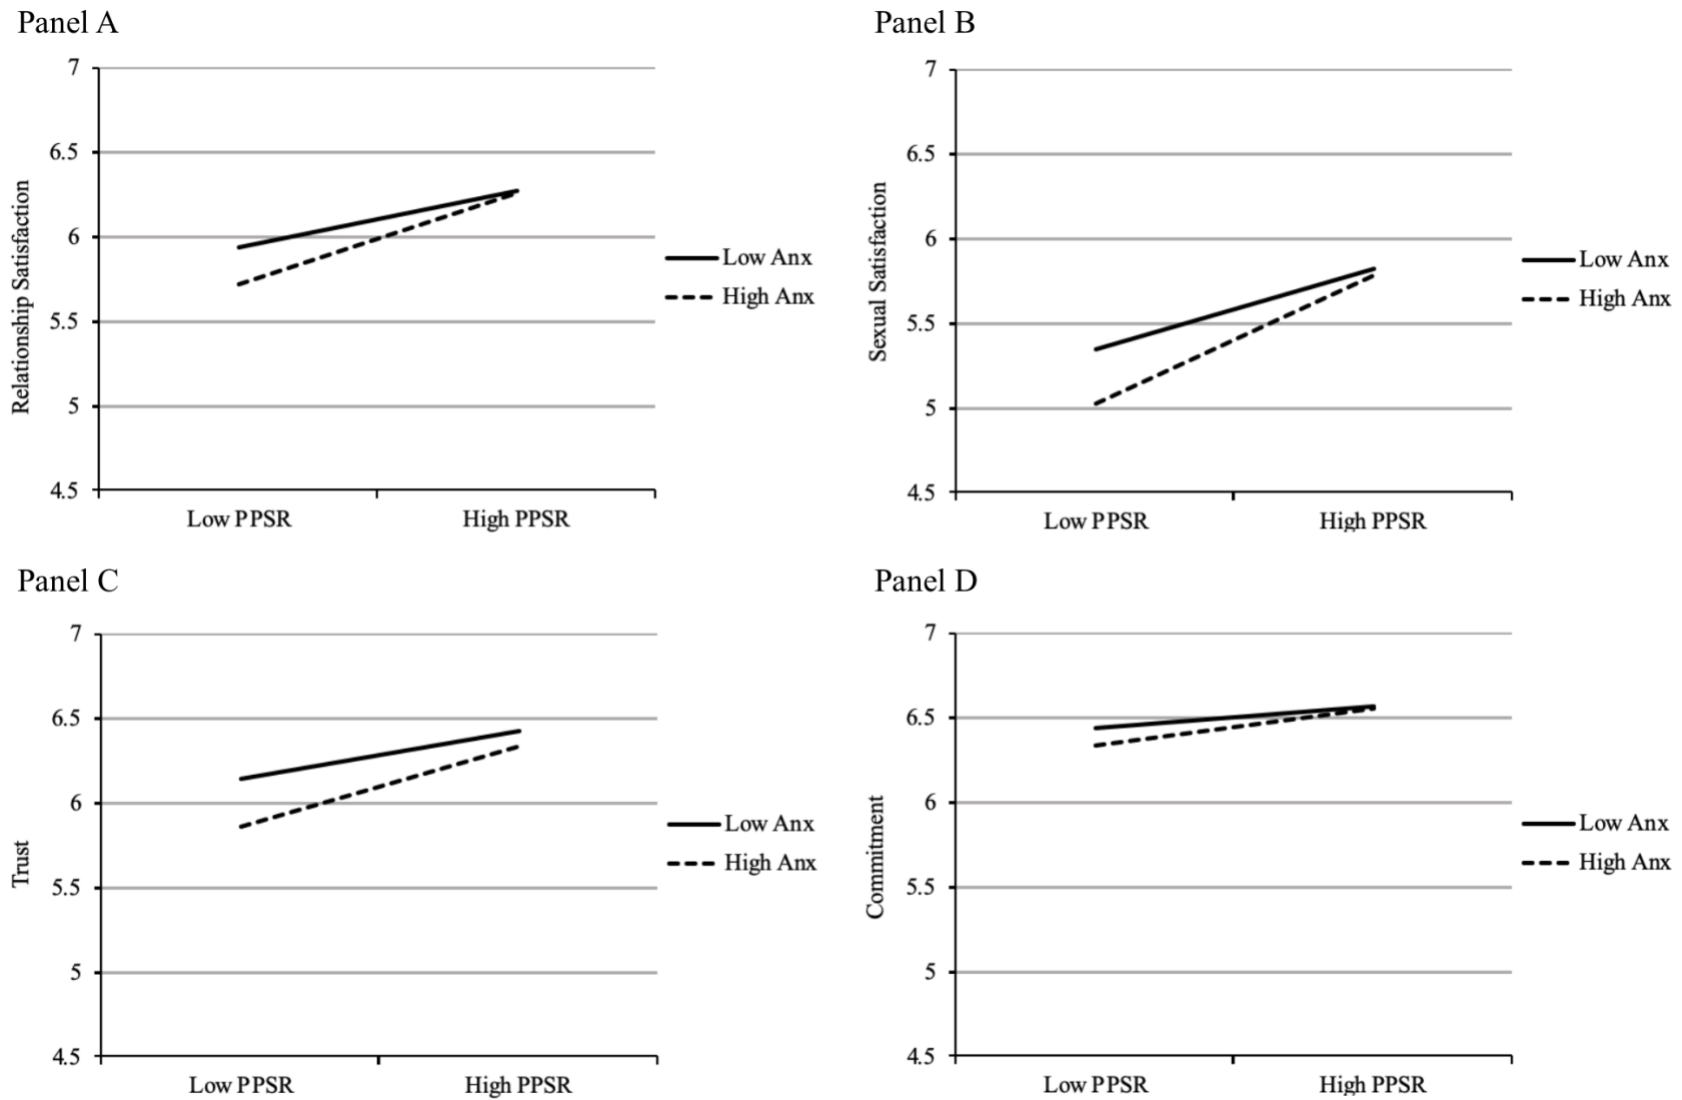 Panel A
7
6.5
6
5.5
5
4.5
Relationship Satisfaction
Low PPSR
High PPSR
Low Anx
High Anx
Panel B
7
6.5
6
5.5
5
4.5
Sexual Satisfaction
Low PPSR
High PPSR
Low Anx
High Anx
Panel C
7
6.5
6
5.5
5
4.5
Trust
Low PPSR
High PPSR
Low Anx
High Anx
Panel D
7
6.5
6
5.5
5
4.5
Commitment
Low PPSR
High PPSR
Low Anx
High Anx